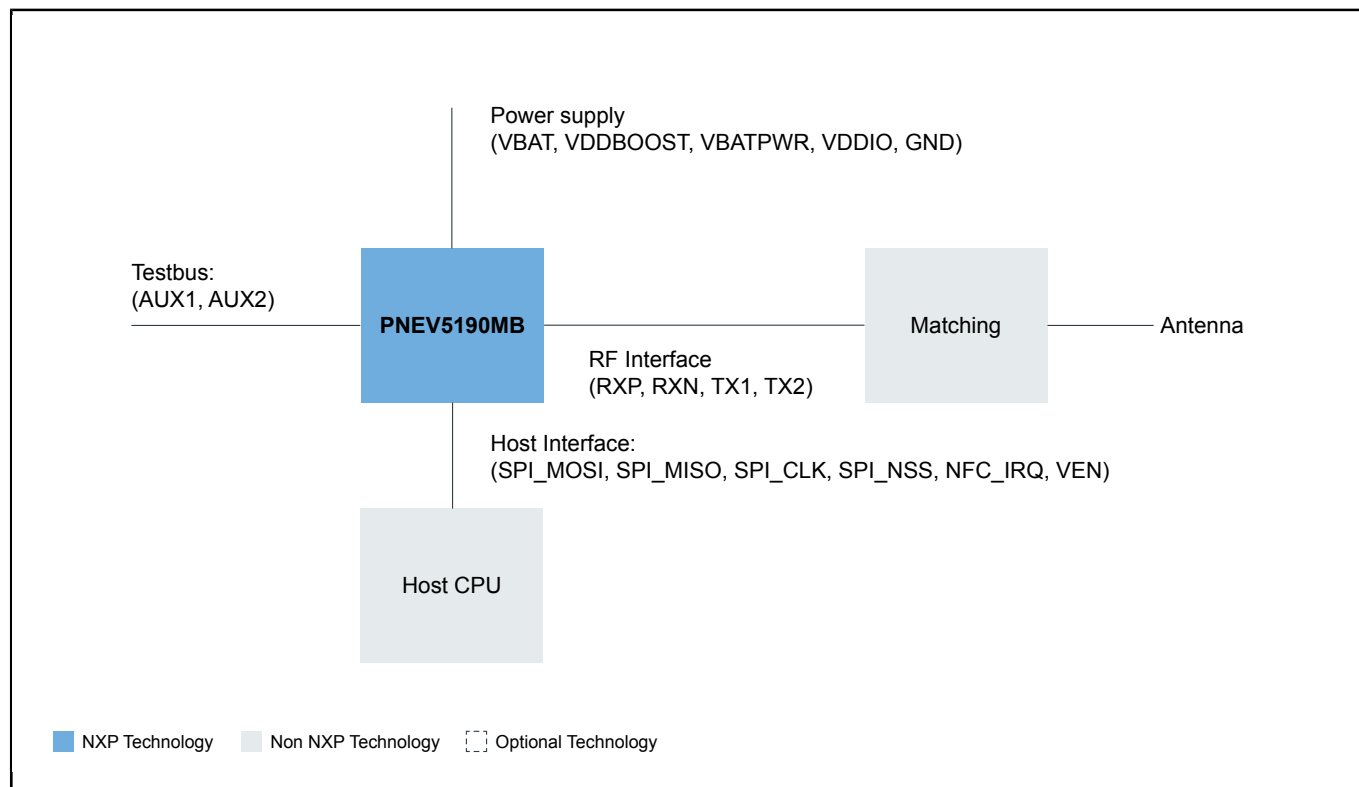 Power supply
(VBAT, VDDBOOST, VBATPWR, VDDIO, GND)
Testbus:
(AUX1, AUX2)
PNEV5190MB
Matching
Antenna
RF Interface
(RXP, RXN, TX1, TX2)
Host Interface:
(SPI_MOSI, SPI_MISO, SPI_CLK, SPI_NSS, NFC_IRQ, VEN)
Host CPU
NXP Technology
Non NXP Technology
Optional Technology